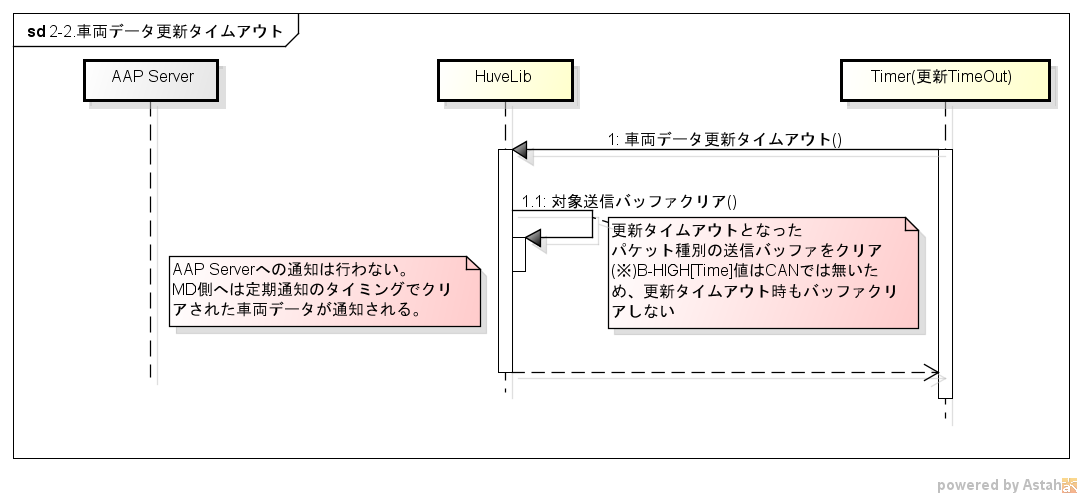 sd 2-2.車両データ更新タイムアウト
AAP Server
HuveLib
Timer(更新TimeOut)
1: 車両データ更新タイムアウト()
1.1: 対象送信バッファクリア()
更新タイムアウトとなった
パケット種別の送信バッファをクリア
(※)B-HIGH[Time]値はCANでは無いた
め、更新タイムアウト時もバッファクリ
アしない
AAP Serverへの通知は行わない。
MD側へは定期通知のタイミングでクリ
アされた車両データが通知される。
powered by Astah